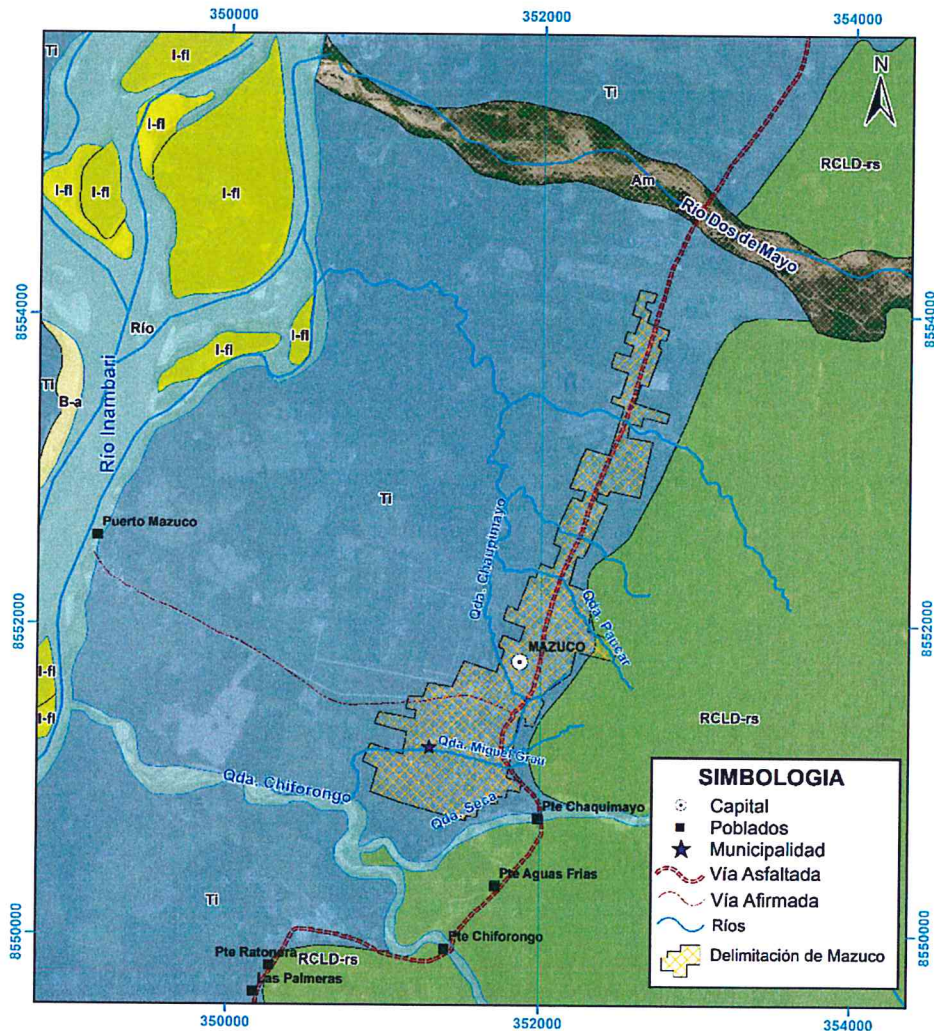 350000
352000
354000
Ti
I-fl
Ti
N
I-fl
RCLD-rs
I-fl
I-fl
I-fl
Am
Río Dos de Mayo
8554000
8554000
Río
I-fl
I-fl
Ti
B-a
Río Inambari
Ti
Puerto Mazuco
Qda. Chaupimayo
Qda. Paucar
8552000
8552000
MAZUCO
I-fl
I-fl
RCLD-rs
Qda. Miguel Grau
Qda. Chiforongo
Qda. Seca
Pte Chaquimayo
Pte Aguas Frias
Ti
Pte Chiforongo
8550000
8550000
Pte Ratonera
RCLD-rs
Las Palmeras
SIMBOLOGIA
Capital
Poblados
Municipalidad
Vía Asfaltada
Vía Afirmada
Ríos
Delimitación de Mazuco
350000
352000
354000